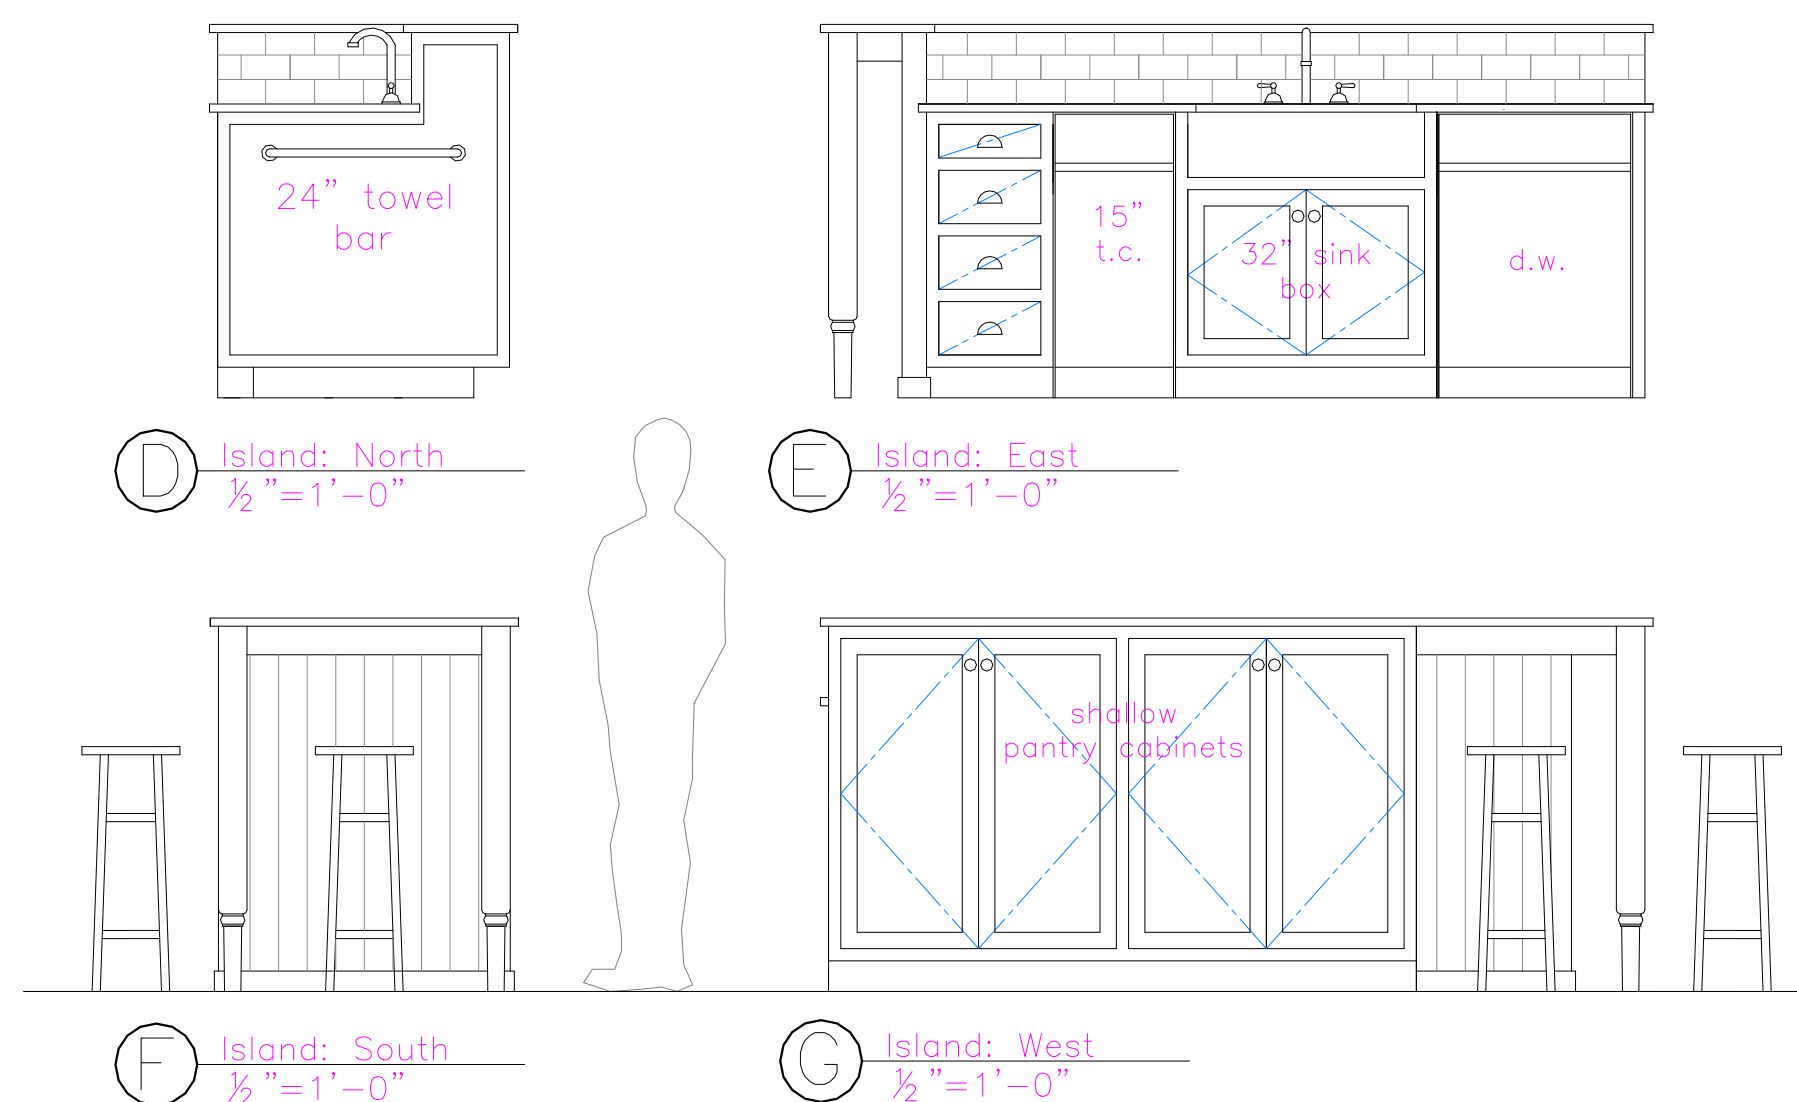 24" towel
bar
15"
t.c.
32" sink
box
d.w.
D
Island: North
½"=1'-0"
E
Island: East
½"=1'-0"
shallow
pantry cabinets
F
Island: South
½"=1'-0"
G
Island: West
½"=1'-0"